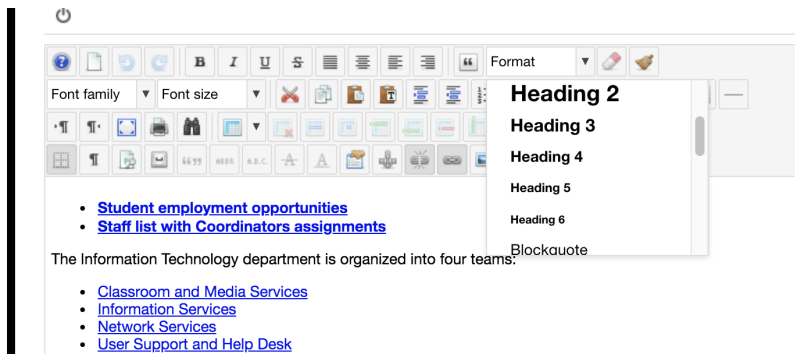 B I U S Format
Font family Font size
Heading 2
Heading 3
Heading 4
Heading 5
Heading 6
Blockquote
ABBR A.B.C. A A
Student employment opportunities
Staff list with Coordinators assignments
The Information Technology department is organized into four teams:
Classroom and Media Services
Information Services
Network Services
User Support and Help Desk